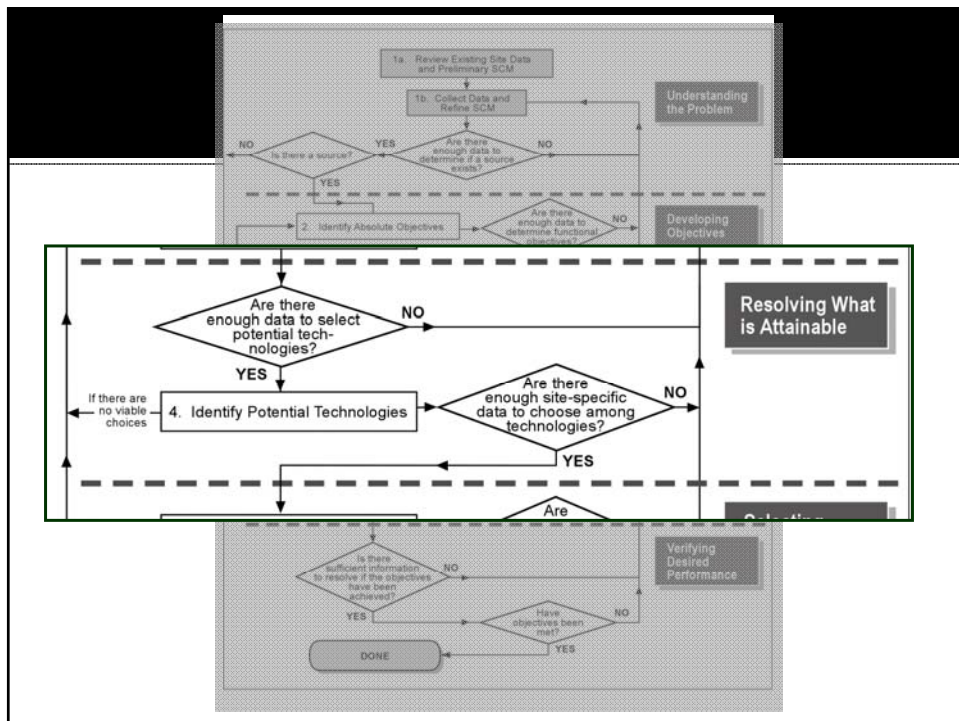 1a. Review Existing Site Data
and Preliminary SCM
1b. Collect Data and
Refine SCM
Understanding
the Problem
NO
Is there a source?
YES
Are there
enough data to
determine if a source
exists?
NO
YES
2. Identify Absolute Objectives
Are there
enough data to
determine functional
objectives?
NO
Developing
Objectives
Are there
enough data to select
potential tech-
nologies?
NO
Resolving What
is Attainable
YES
If there are
no viable
choices
4. Identify Potential Technologies
Are there
enough site-specific
data to choose among
technologies?
NO
YES
Are
Selecting
Is there
sufficient information
to resolve if the objectives
have been
achieved?
NO
Verifying
Desired
Performance
YES
Have
objectives been
met?
NO
YES
DONE